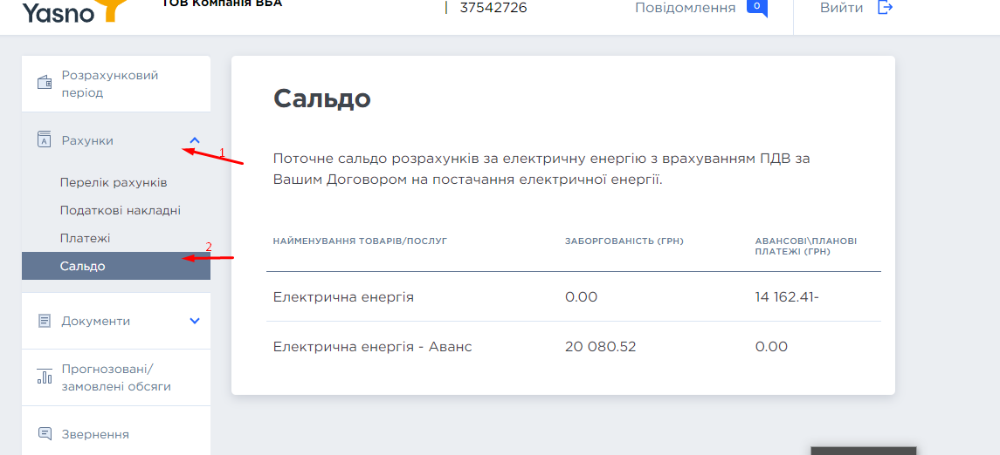 Yasno
ТОВ Компанія ВБА
37542726
Повідомлення
0
Вийти
Розрахунковий
період
Рахунки
1
Перелік рахунків
Податкові накладні
Платежі
2
Сальдо
Документи
Прогнозовані/
замовлені обсяги
Звернення
Сальдо
Поточне сальдо розрахунків за електричну енергію з врахуванням ПДВ за
Вашим Договором на постачання електричної енергії.
НАЙМЕНУВАННЯ ТОВАРІВ/ПОСЛУГ ЗАБОРГОВАНІСТЬ (ГРН) АВАНСОВІ\ПЛАНОВІ
ПЛАТЕЖІ (ГРН)
Електрична енергія 0.00 14 162.41-
Електрична енергія - Аванс 20 080.52 0.00